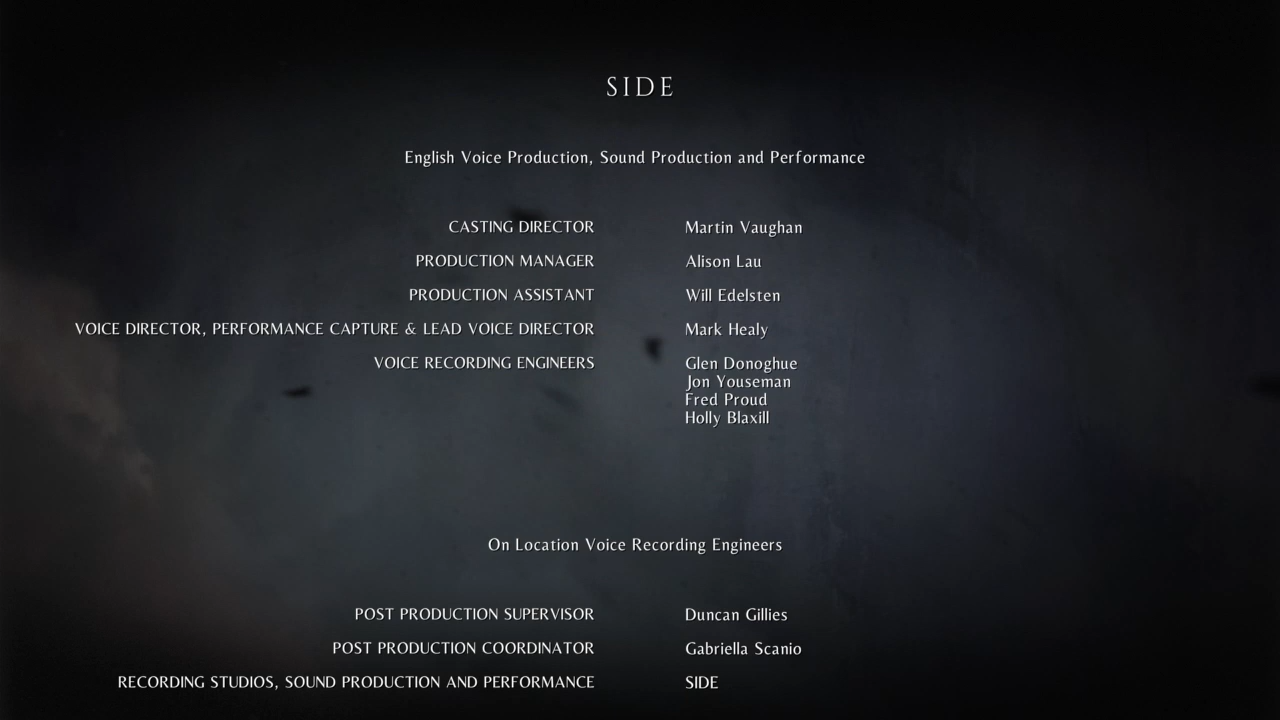 SIDE
English Voice Production, Sound Production and Performance
CASTING DIRECTOR Martin Vaughan
PRODUCTION MANAGER Alison Lau
PRODUCTION ASSISTANT Will Edelsten
VOICE DIRECTOR, PERFORMANCE CAPTURE & LEAD VOICE DIRECTOR Mark Healy
VOICE RECORDING ENGINEERS Glen Donoghue
Jon Youseman
Fred Proud
Holly Blaxill
On Location Voice Recording Engineers
POST PRODUCTION SUPERVISOR Duncan Gillies
POST PRODUCTION COORDINATOR Gabriella Scanio
RECORDING STUDIOS, SOUND PRODUCTION AND PERFORMANCE SIDE